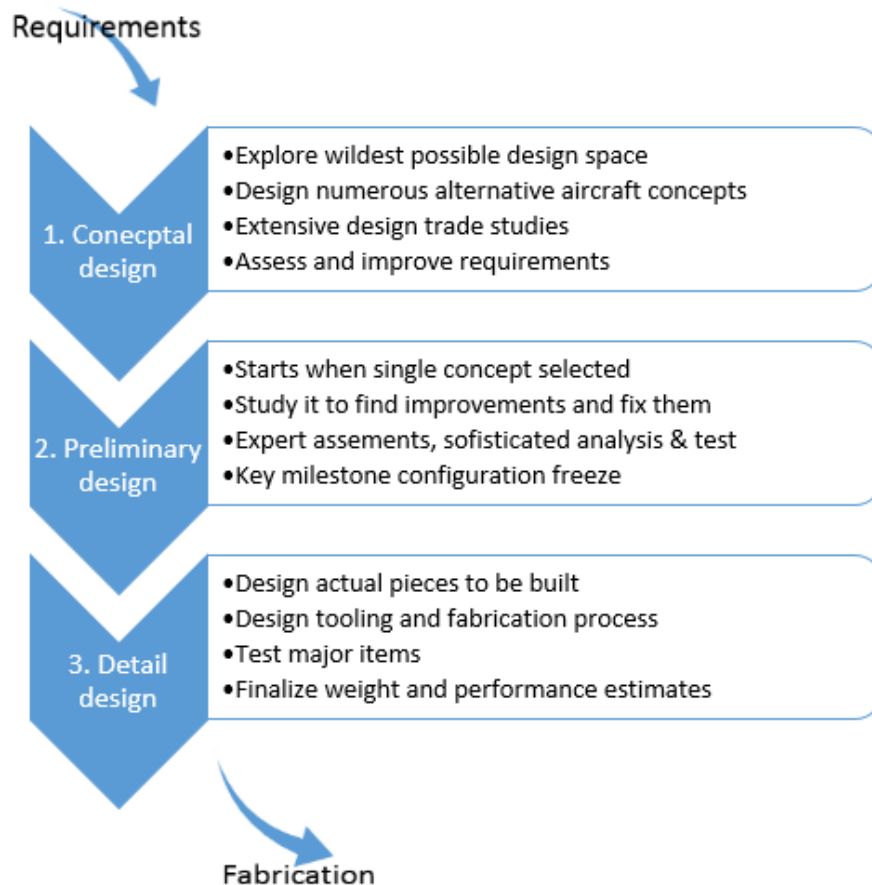 Requirements
1. Conecptal
design
•Explore wildest possible design space
•Design numerous alternative aircraft concepts
•Extensive design trade studies
•Assess and improve requirements
2. Preliminary
design
•Starts when single concept selected
•Study it to find improvements and fix them
•Expert assements, sofisticated analysis & test
•Key milestone configuration freeze
3. Detail
design
•Design actual pieces to be built
•Design tooling and fabrication process
•Test major items
•Finalize weight and performance estimates
Fabrication